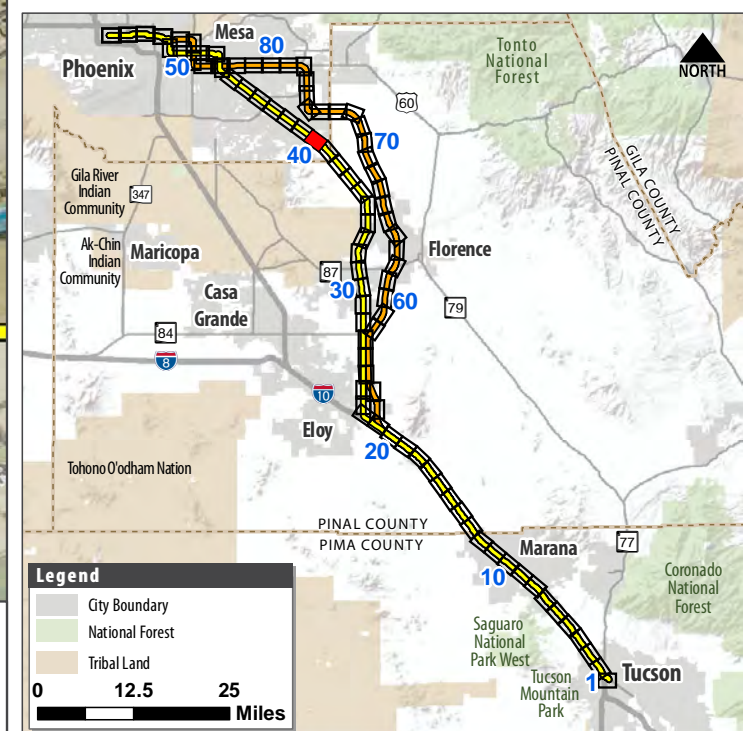 Mesa
80
Tonto
National
Forest
NORTH
50
Phoenix
60
70
40
GILA COUNTY
PINAL COUNTY
Gila River
Indian
Community
347
Ak-Chin
Indian
Community
Maricopa
Florence
87
30
Casa
Grande
60
79
84
8
10
Eloy
20
Tohono O'odham Nation
PINAL COUNTY
PIMA COUNTY
Marana
77
10
Coronado
National
Forest
Saguaro
National
Park West
Tucson
Mountain
Park
1
Tucson
Legend
City Boundary
National Forest
Tribal Land
0 12.5 25
Miles